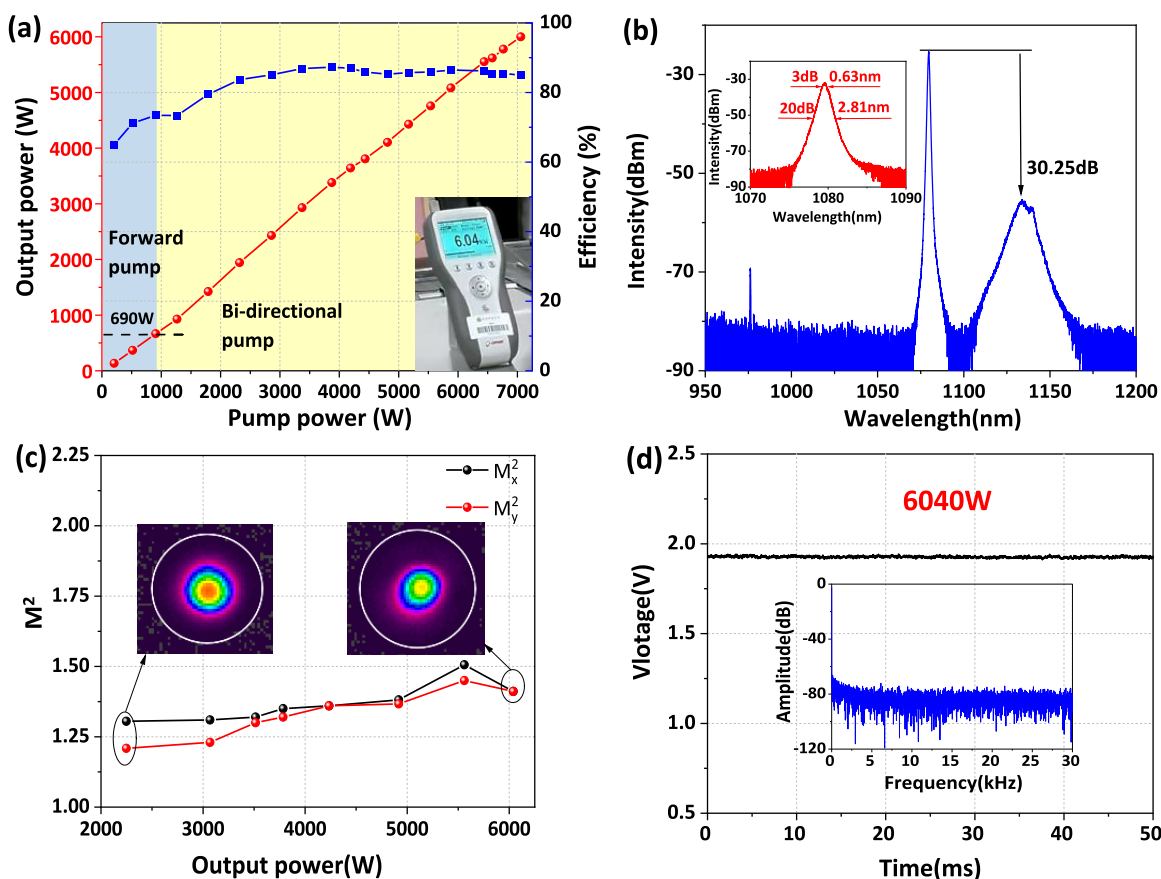 (a)
Output power (W)
6000
5000
4000
3000
2000
1000
0
100
80
60
40
20
0
Efficiency (%)
Forward
pump
690W
Bi-directional
pump
6.04
0 1000 2000 3000 4000 5000 6000 7000
Pump power (W)
(b)
Intensity(dBm)
-30
-50
-70
-90
950 1000 1050 1100 1150 1200
Wavelength(nm)
30.25dB
Intensity(dBm)
-30
-50
-70
-90
3dB 0.63nm
20dB 2.81nm
1070 1080 1090
Wavelength(nm)
(c)
M2
2.25
2.00
1.75
1.50
1.25
1.00
M2x
M2y
2000 3000 4000 5000 6000
Output power(W)
(d)
Vlotage(V)
2.5
2.0
1.5
1.0
0.5
6040W
Amplitude(dB)
0
-40
-80
-120
0 5 10 15 20 25 30
Frequency(kHz)
0 10 20 30 40 50
Time(ms)